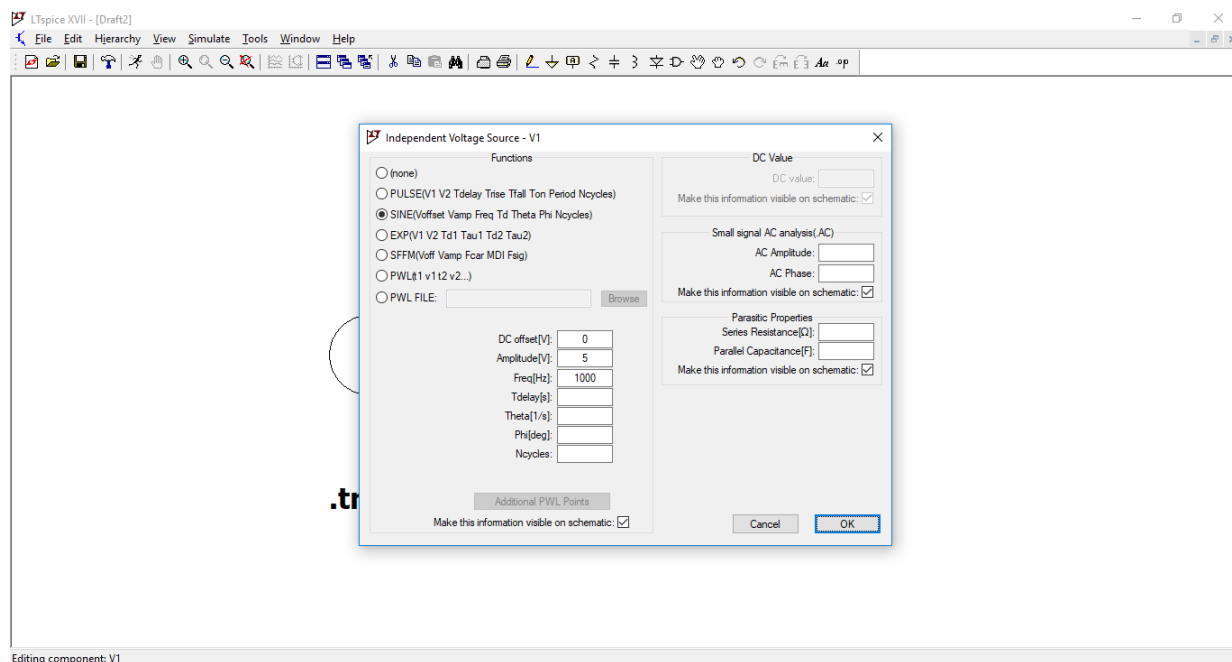 LTspice XVII - [Draft2]
File Edit Hierarchy View Simulate Tools Window Help
Independent Voltage Source - V1
Functions
(none)
PULSE(V1 V2 Tdelay Trise Tfall Ton Period Ncycles)
SINE(Voffset Vamp Freq Td Theta Phi Ncycles)
EXP(V1 V2 Td1 Tau1 Td2 Tau2)
SFFM(Voff Vamp Fcar MDI Fsig)
PWL(t1 v1 t2 v2...)
PWL FILE: Browse
DC offset[V]: 0
Amplitude[V]: 5
Freq[Hz]: 1000
Tdelay[s]:
Theta[1/s]:
Phi[deg]:
Ncycles:
Additional PWL Points
Make this information visible on schematic:
DC Value
DC value:
Make this information visible on schematic:
Small signal AC analysis(.AC)
AC Amplitude:
AC Phase:
Make this information visible on schematic:
Parasitic Properties
Series Resistance[Ω]:
Parallel Capacitance[F]:
Make this information visible on schematic:
Cancel OK
.tr
Editing component: V1